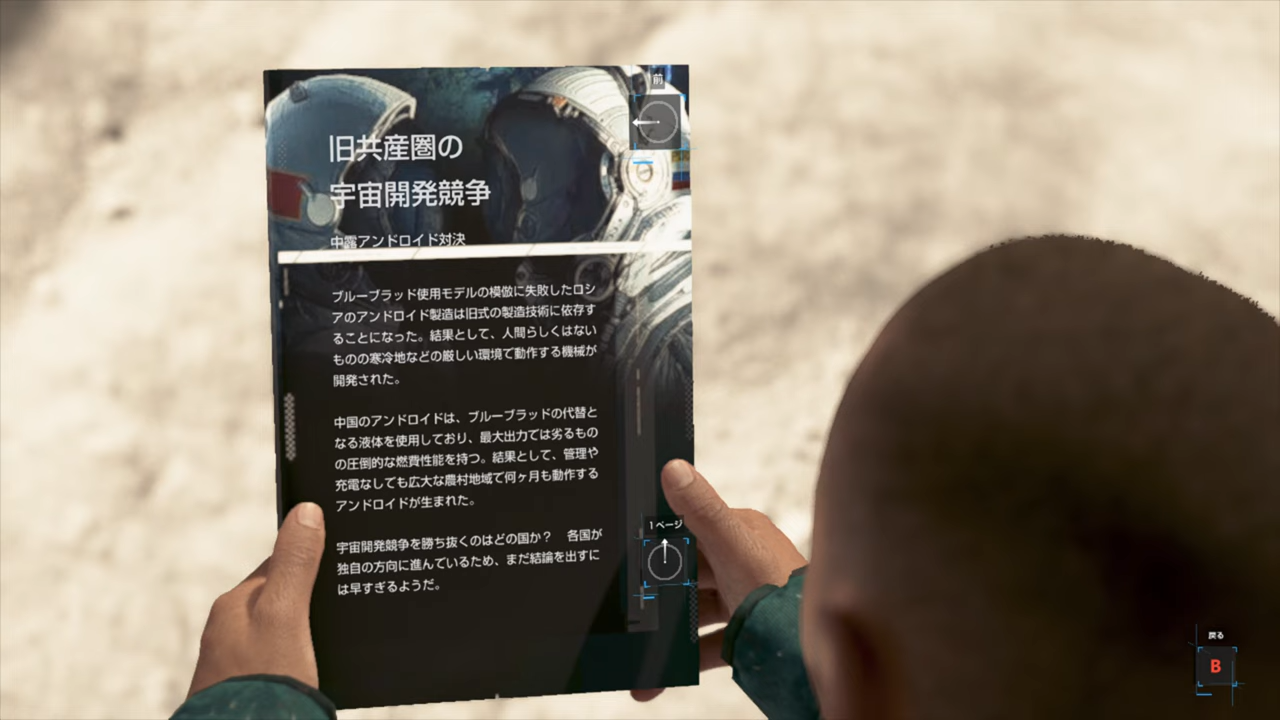 前
旧共産圏の
宇宙開発競争
中露アンドロイド対決
ブルーブラッド使用モデルの模倣に失敗したロシ
アのアンドロイド製造は旧式の製造技術に依存す
ることになった。結果として、人間らしくはない
ものの寒冷地などの厳しい環境で動作する機械が
開発された。
中国のアンドロイドは、ブルーブラッドの代替と
なる液体を使用しており、最大出力では劣るもの
の圧倒的な燃費性能を持つ。結果として、管理や
充電なしでも広大な農村地域で何ヶ月も動作する
アンドロイドが生まれた。
宇宙開発競争を勝ち抜くのはどの国か？　各国が
独自の方向に進んでいるため、まだ結論を出すに
は早すぎるようだ。
1ページ
戻る
B